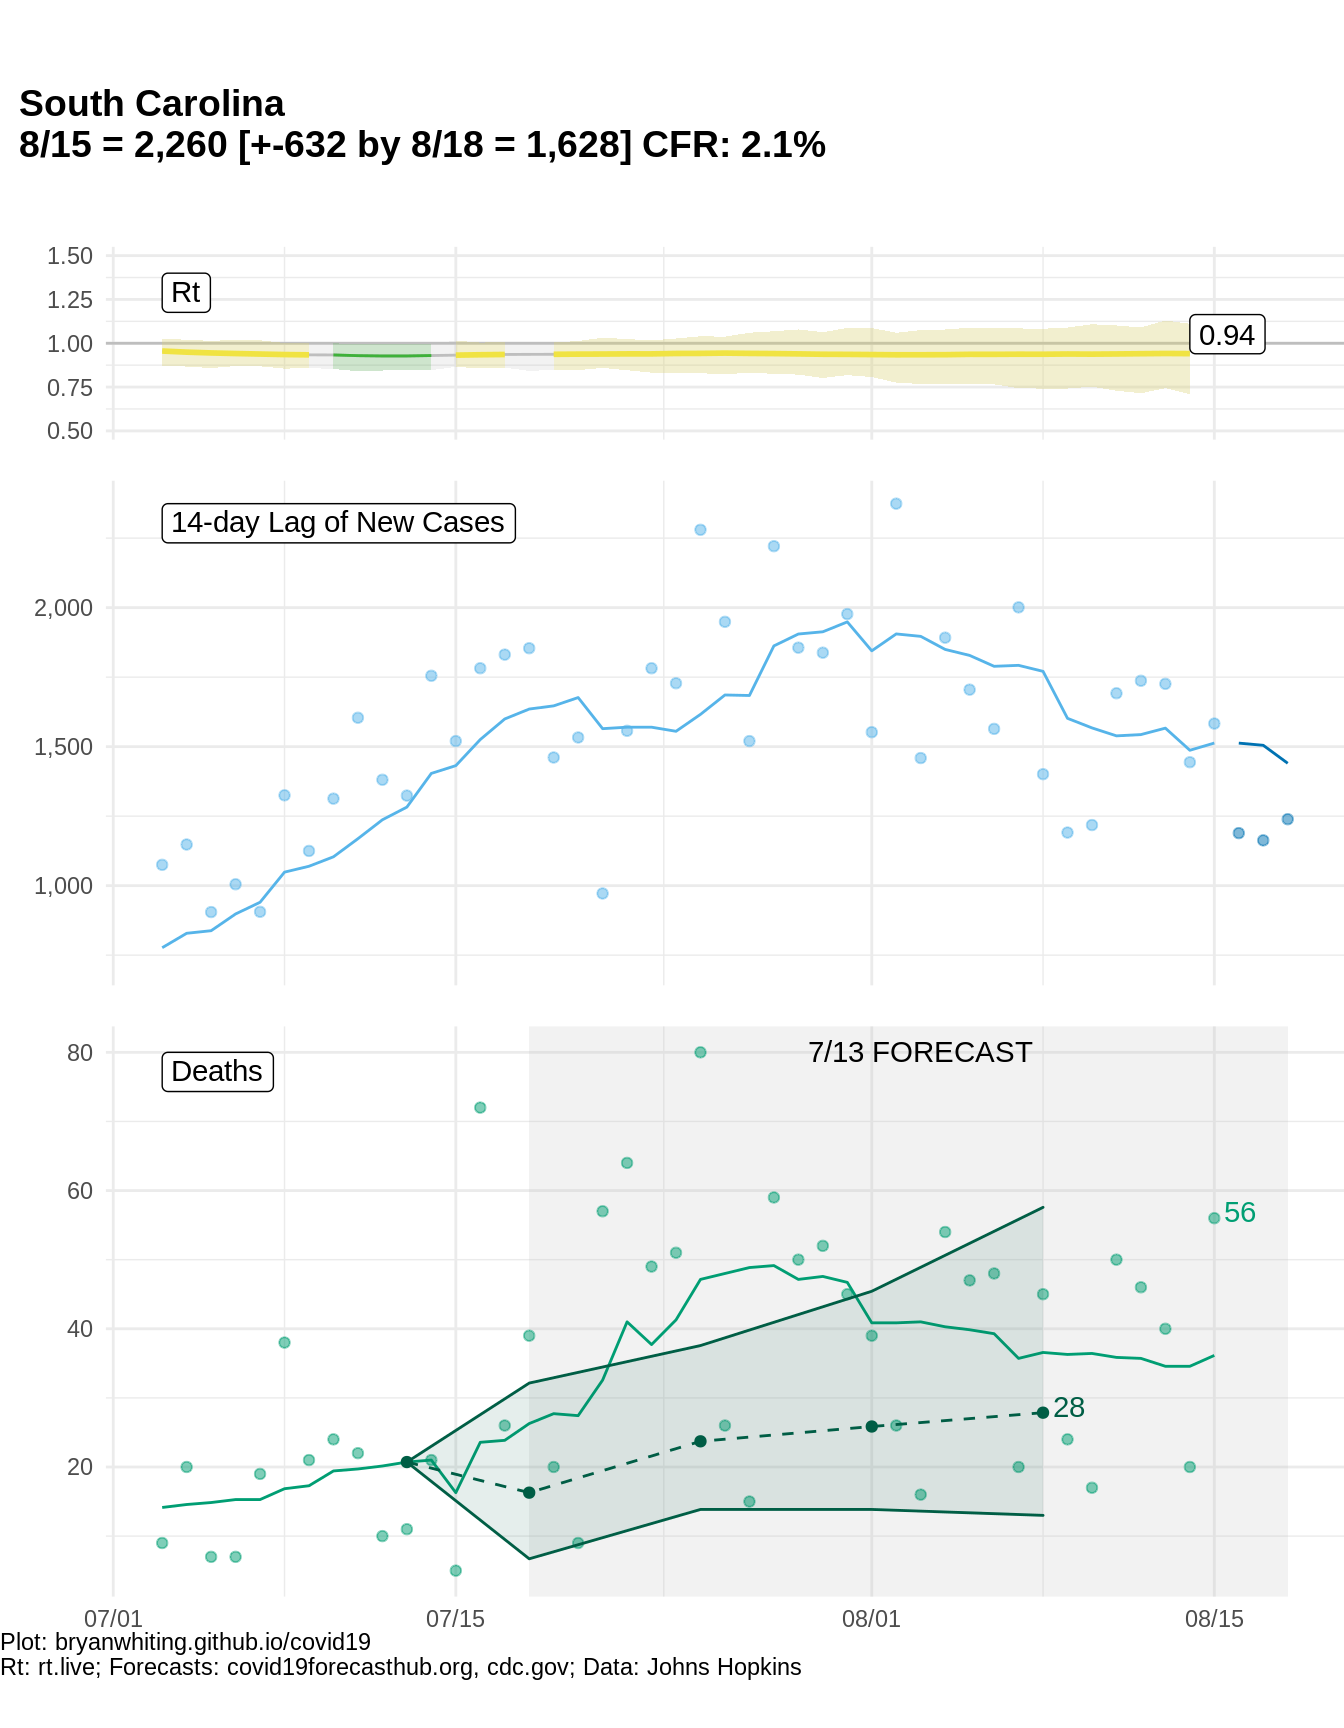 South Carolina
8/15 = 2,260 [+-632 by 8/18 = 1,628] CFR: 2.1%
1.50
1.25
1.00
0.75
0.50
Rt
0.94
14-day Lag of New Cases
2,000
1,500
1,000
Deaths
7/13 FORECAST
80
60
40
20
56
28
07/01 07/15 08/01 08/15
Plot: bryanwhiting.github.io/covid19
Rt: rt.live; Forecasts: covid19forecasthub.org, cdc.gov; Data: Johns Hopkins